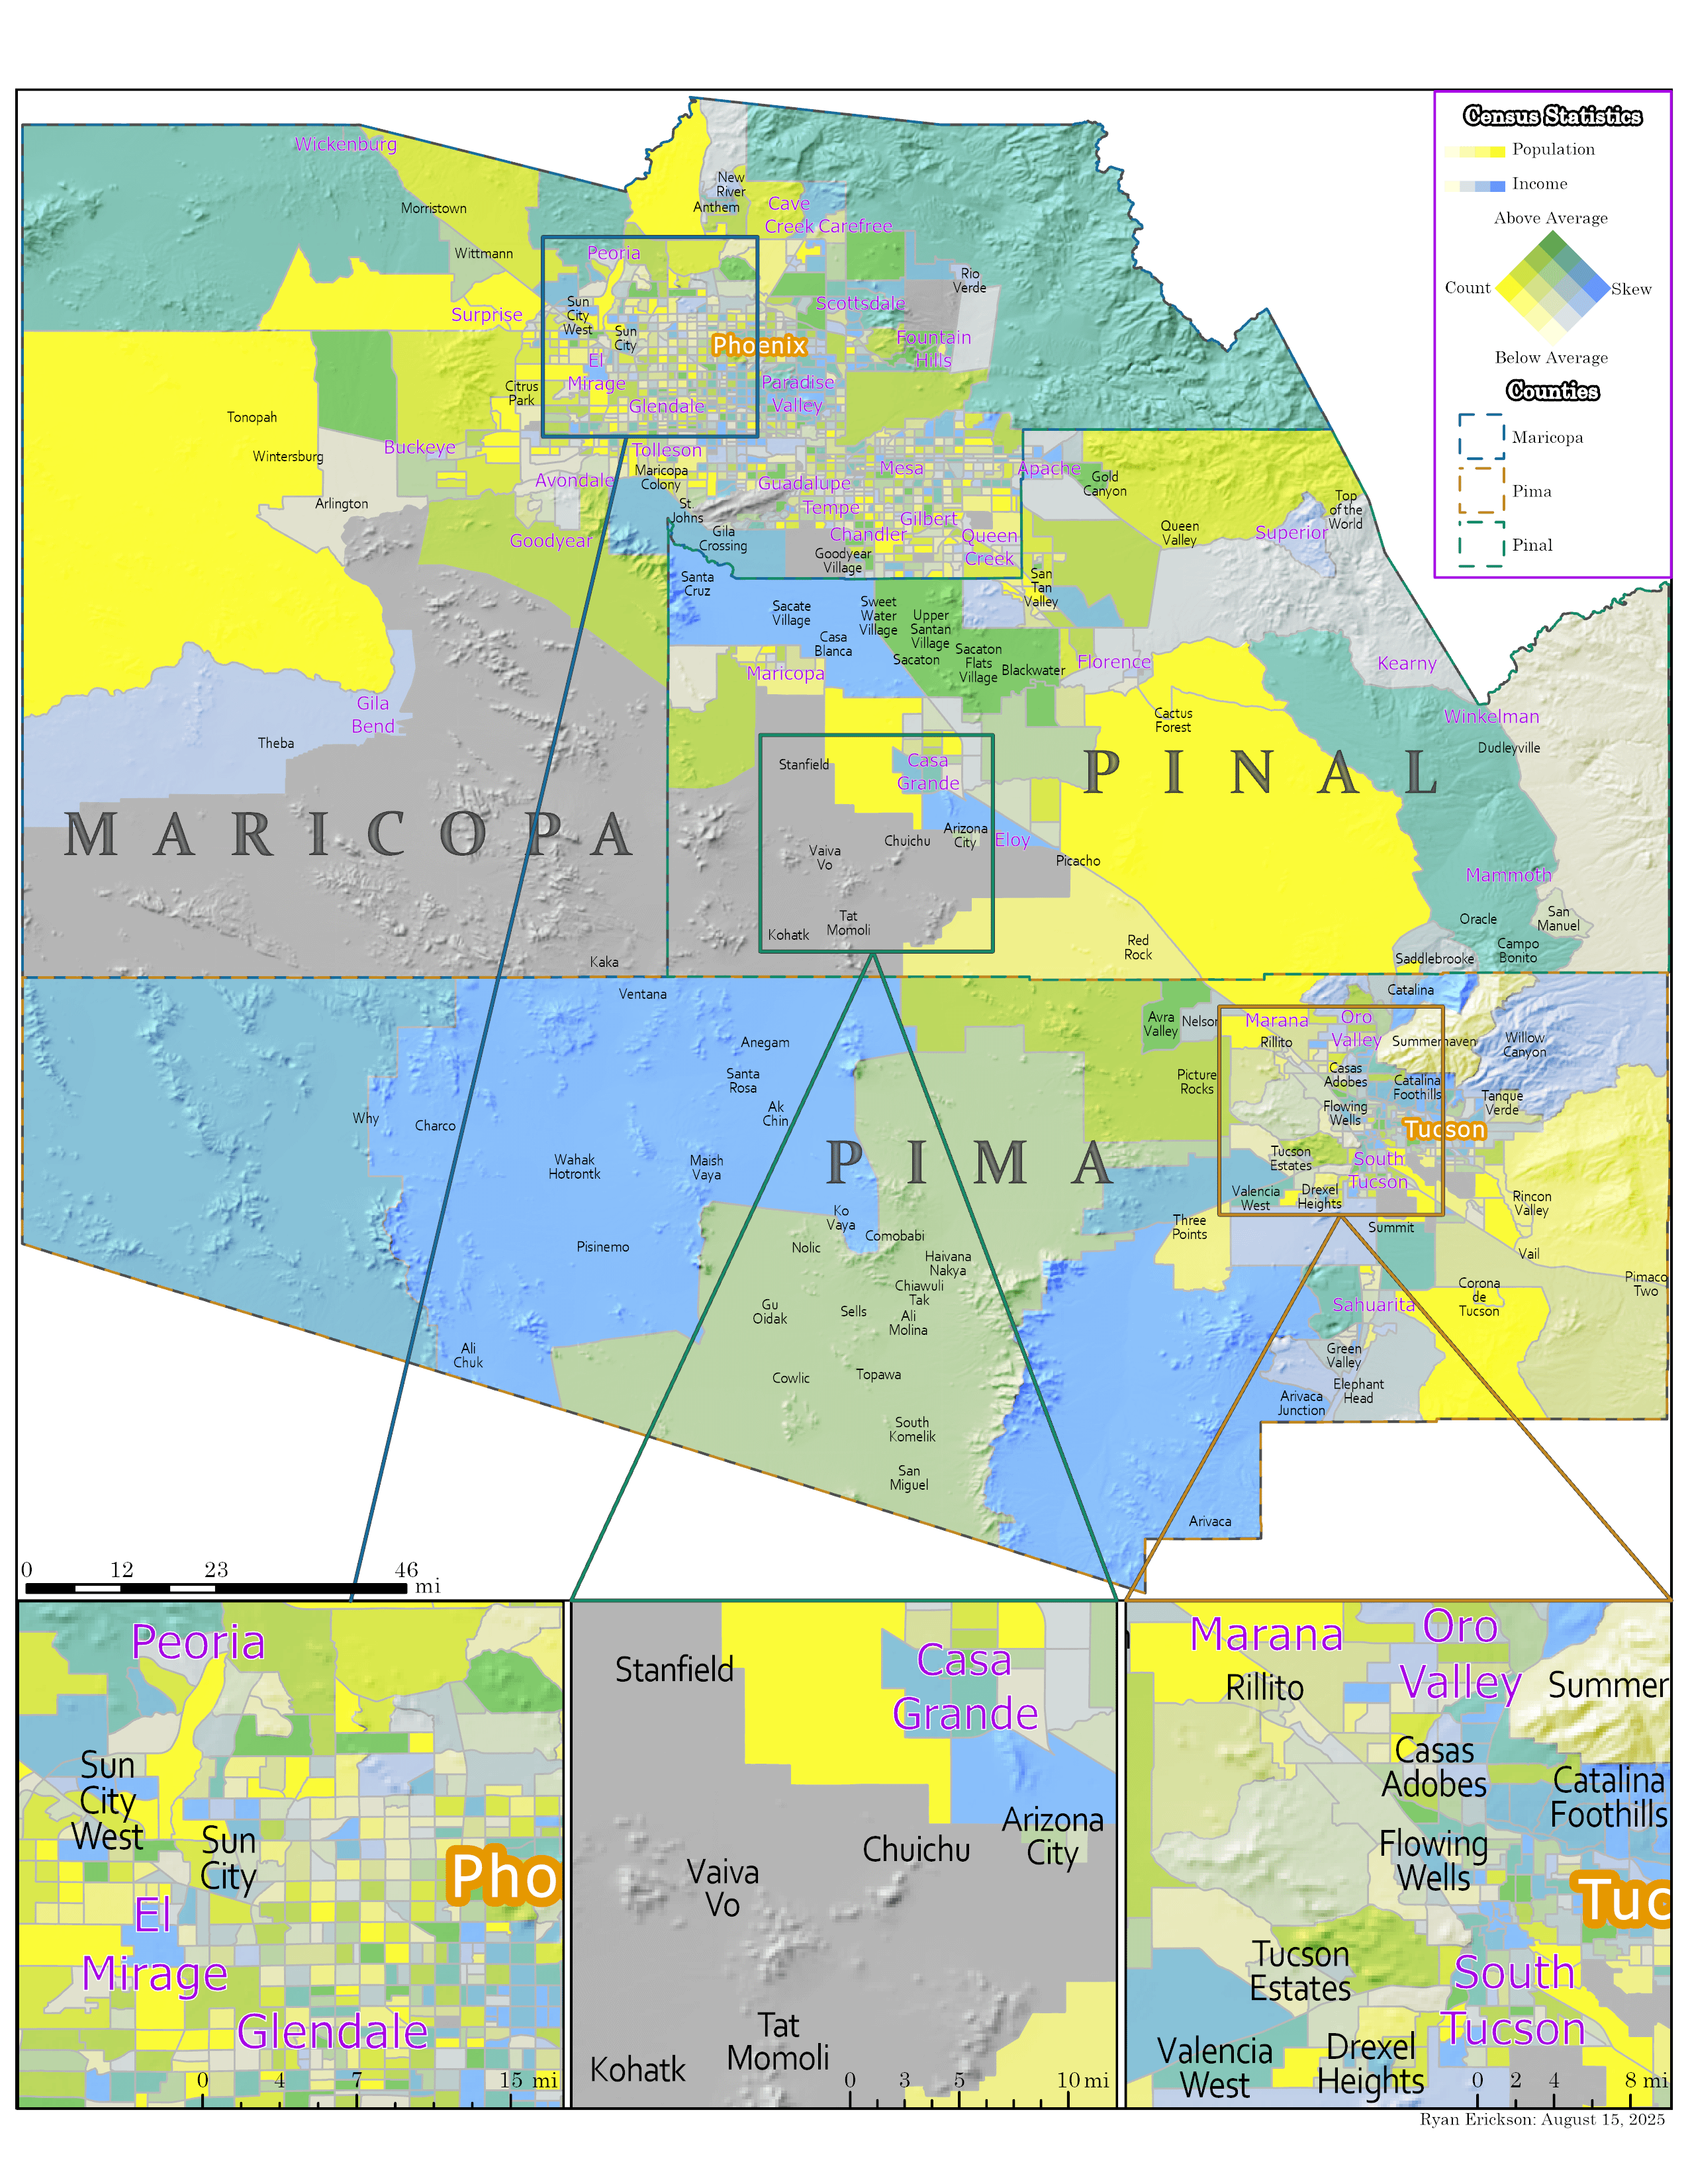 Census Statistics
Population
Income
Above Average
Count
Skew
Below Average
Counties
Maricopa
Pima
Pinal
Wickenburg
Morristown
Wittmann
Surprise
New
River
Anthem
Cave
Creek
Carefree
Peoria
Sun
City
West
Sun
City
El
Mirage
Glendale
Phoenix
Scottsdale
Rio
Verde
Fountain
Hills
Paradise
Valley
Citrus
Park
Tonopah
Wintersburg
Buckeye
Arlington
Avondale
Goodyear
Tolleson
Maricopa
Colony
St.
Johns
Gila
Crossing
Guadalupe
Tempe
Mesa
Gilbert
Chandler
Goodyear
Village
Queen
Creek
Apache
Gold
Canyon
Queen
Valley
Superior
Top
of the
World
San
Tan
Valley
Santa
Cruz
Sacate
Village
Casa
Blanca
Sweet
Water
Village
Upper
Santan
Village
Sacaton
Sacaton
Flats
Village
Blackwater
Florence
Kearny
Maricopa
Gila
Bend
Theba
Cactus
Forest
Winkelman
Dudleyville
Stanfield
Casa
Grande
PINAL
MARICOPA
Vaiva
Vo
Chuichu
Arizona
City
Eloy
Picacho
Mammoth
Oracle
San
Manuel
Campo
Bonito
Saddlebrooke
Kohatk
Tat
Momoli
Red
Rock
Kaka
Ventana
Catalina
Avra
Valley
Nelson
Marana
Rillito
Oro
Valley
Summerhaven
Willow
Canyon
Anegam
Santa
Rosa
Ak
Chin
Picture
Rocks
Casas
Adobes
Catalina
Foothills
Tanque
Verde
Flowing
Wells
Tucson
Why
Charco
Wahak
Hotrontk
Maish
Vaya
PIMA
Tucson
Estates
South
Tucson
Valencia
West
Drexel
Heights
Rincon
Valley
Three
Points
Summit
Vail
Ko
Vaya
Comobabi
Nolic
Pisinemo
Haivana
Nakya
Chiawuli
Tak
Pimaco
Two
Corona
de
Tucson
Sahuarita
Gu
Oidak
Sells
Ali
Molina
Green
Valley
Ali
Chuk
Cowlic
Topawa
Elephant
Head
Arivaca
Junction
South
Komelik
San
Miguel
Arivaca
0 12 23 46 mi
Peoria
Sun
City
West
Sun
City
El
Mirage
Glendale
Pho
0 4 7 15 mi
Stanfield
Casa
Grande
Arizona
City
Chuichu
Vaiva
Vo
Tat
Momoli
Kohatk
0 3 5 10 mi
Marana
Oro
Valley
Rillito
Summer
Casas
Adobes
Catalina
Foothills
Flowing
Wells
Tuc
Tucson
Estates
South
Tucson
Valencia
West
Drexel
Heights
0 2 4 8 mi
Ryan Erickson: August 15, 2025